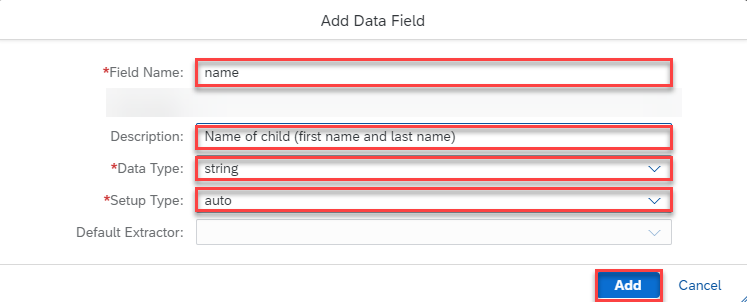 Add Data Field
*Field Name: name
Description: Name of child (first name and last name)
*Data Type: string
*Setup Type: auto
Default Extractor:
Add Cancel